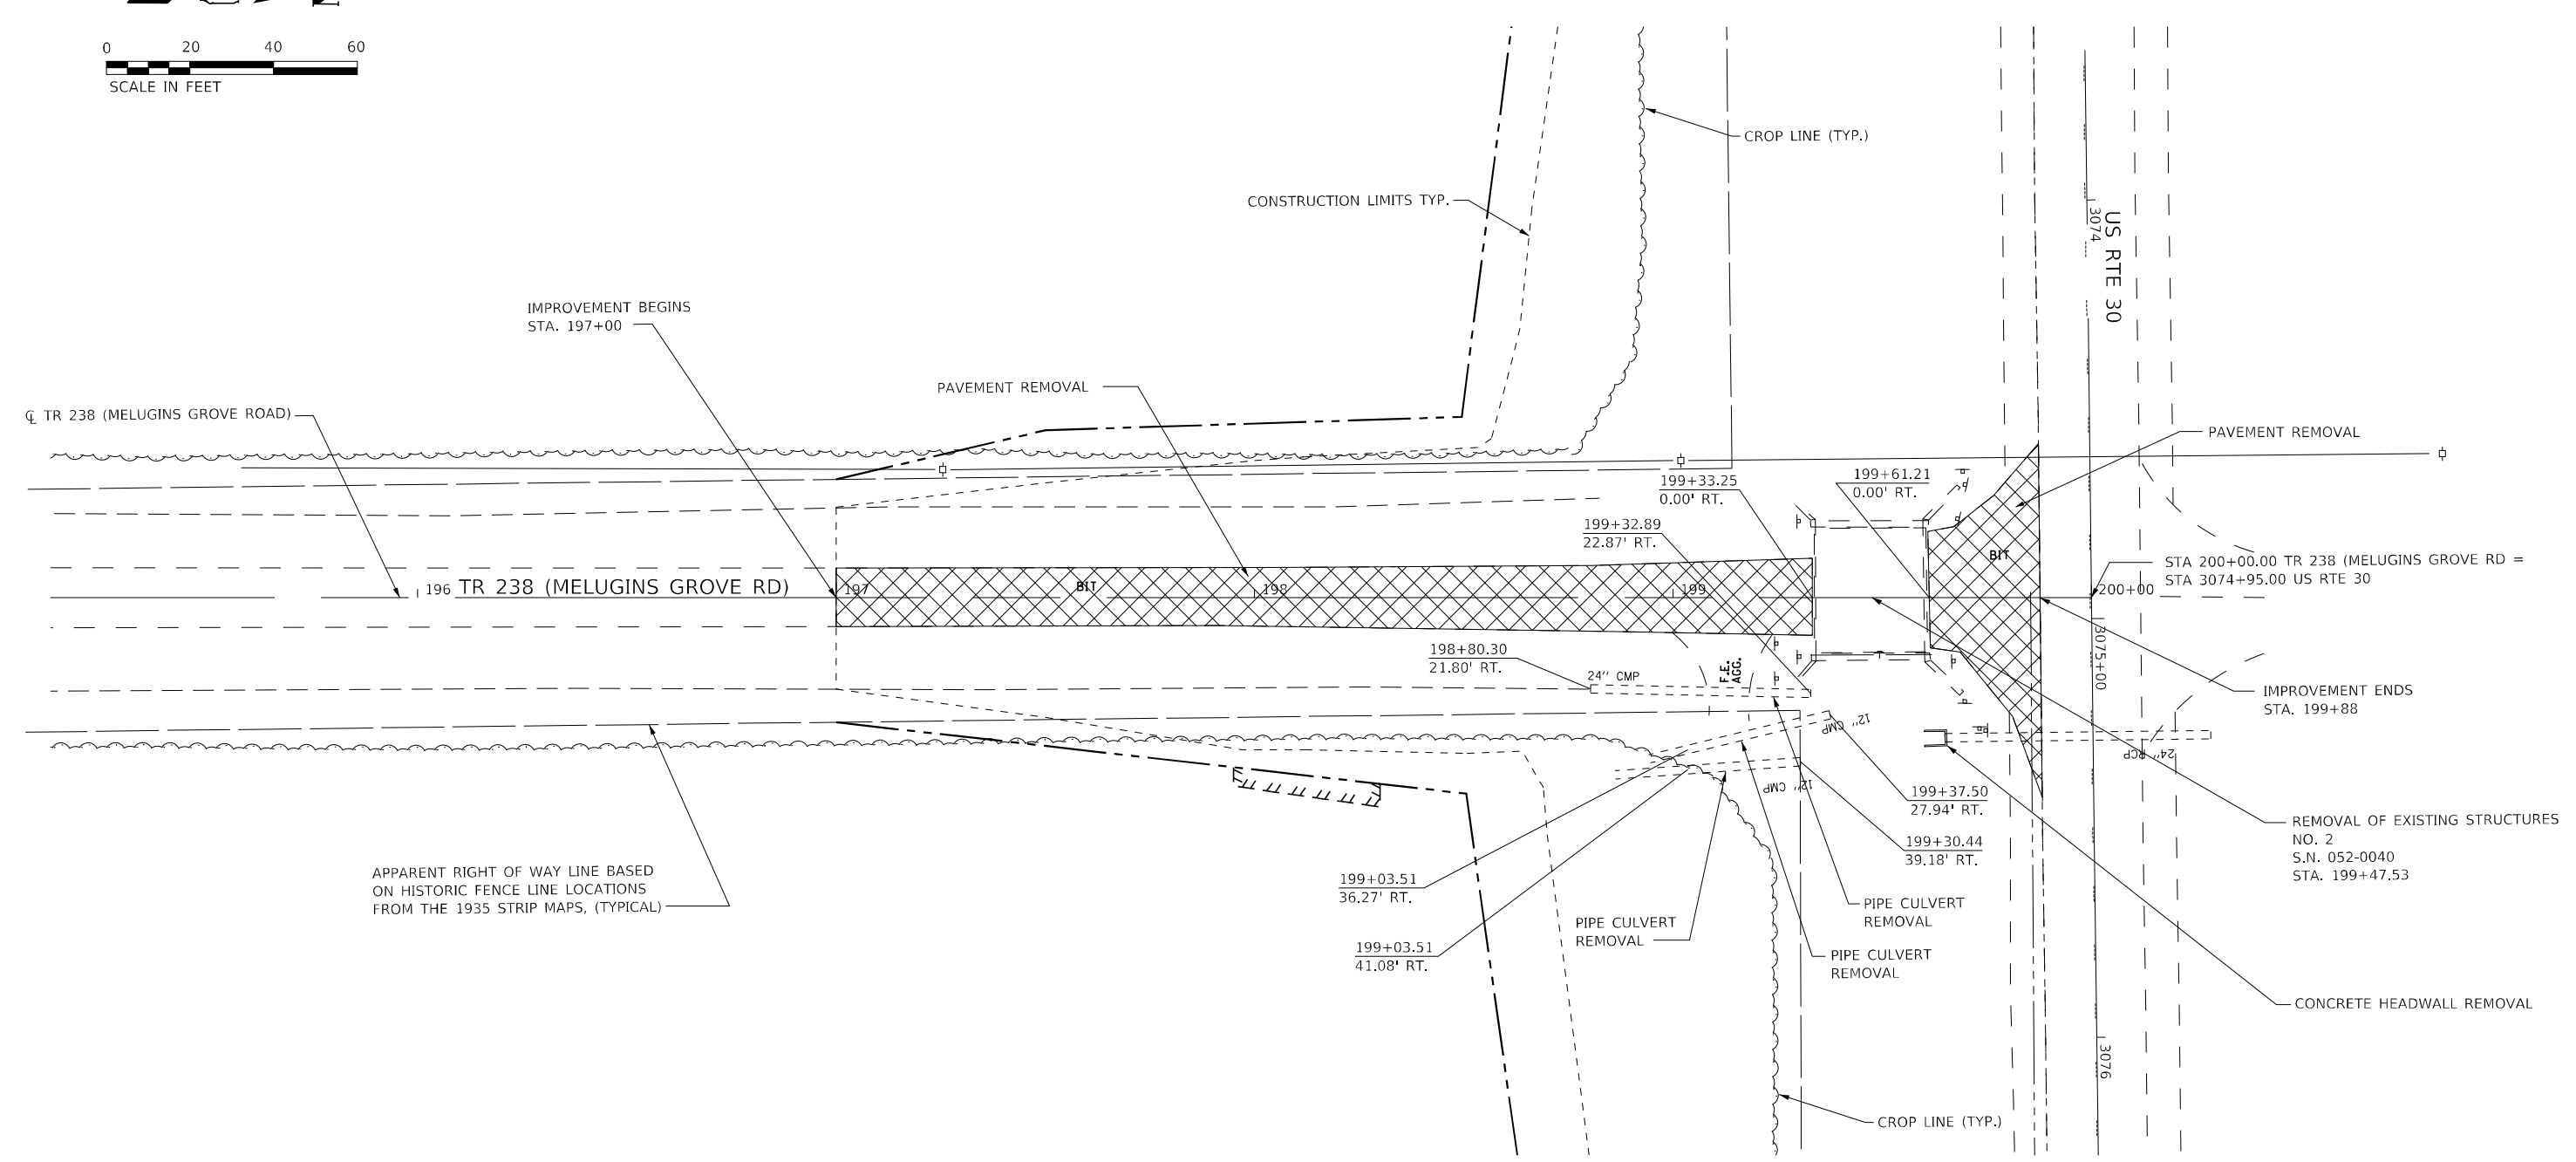 0 20 40 60
SCALE IN FEET
CROP LINE (TYP.)
CONSTRUCTION LIMITS TYP.
3074
US RTE 30
IMPROVEMENT BEGINS
STA. 197+00
PAVEMENT REMOVAL
℄ TR 238 (MELUGINS GROVE ROAD)
PAVEMENT REMOVAL
199+33.25
0.00' RT.
199+61.21
0.00' RT.
199+32.89
22.87' RT.
BIT
STA 200+00.00 TR 238 (MELUGINS GROVE RD =
STA 3074+95.00 US RTE 30
196 TR 238 (MELUGINS GROVE RD)
197
BIT
198
199
200+00
3075+00
198+80.30
21.80' RT.
24" CMP
F.E.
AGG.
12" CMP
12" CMP
24" RCP
IMPROVEMENT ENDS
STA. 199+88
199+37.50
27.94' RT.
199+30.44
39.18' RT.
REMOVAL OF EXISTING STRUCTURES
NO. 2
S.N. 052-0040
STA. 199+47.53
APPARENT RIGHT OF WAY LINE BASED
ON HISTORIC FENCE LINE LOCATIONS
FROM THE 1935 STRIP MAPS, (TYPICAL)
199+03.51
36.27' RT.
199+03.51
41.08' RT.
PIPE CULVERT
REMOVAL
PIPE CULVERT
REMOVAL
PIPE CULVERT
REMOVAL
CONCRETE HEADWALL REMOVAL
3076
CROP LINE (TYP.)